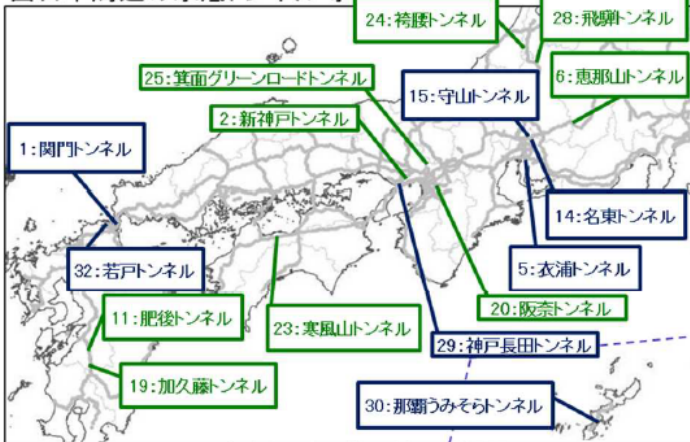 24:袴腰トンネル
28:飛騨トンネル
25:箕面グリーンロードトンネル
15:守山トンネル
6:恵那山トンネル
2:新神戸トンネル
1:関門トンネル
14:名東トンネル
32:若戸トンネル
5:衣浦トンネル
11:肥後トンネル
20:阪奈トンネル
23:寒風山トンネル
29:神戸長田トンネル
19:加久藤トンネル
30:那覇うみそらトンネル